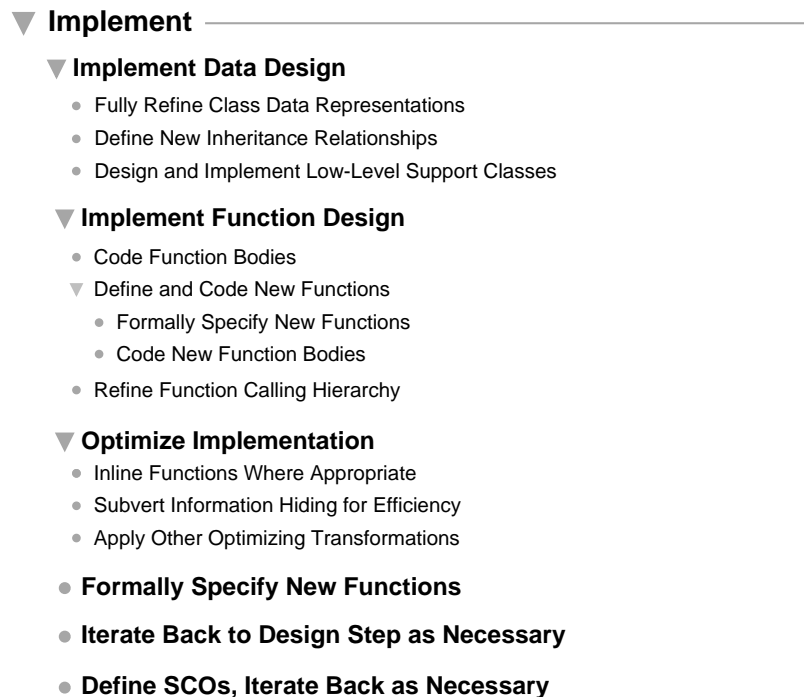 Implement
Implement Data Design
Fully Refine Class Data Representations
Define New Inheritance Relationships
Design and Implement Low-Level Support Classes
Implement Function Design
Code Function Bodies
Define and Code New Functions
Formally Specify New Functions
Code New Function Bodies
Refine Function Calling Hierarchy
Optimize Implementation
Inline Functions Where Appropriate
Subvert Information Hiding for Efficiency
Apply Other Optimizing Transformations
Formally Specify New Functions
Iterate Back to Design Step as Necessary
Define SCOs, Iterate Back as Necessary